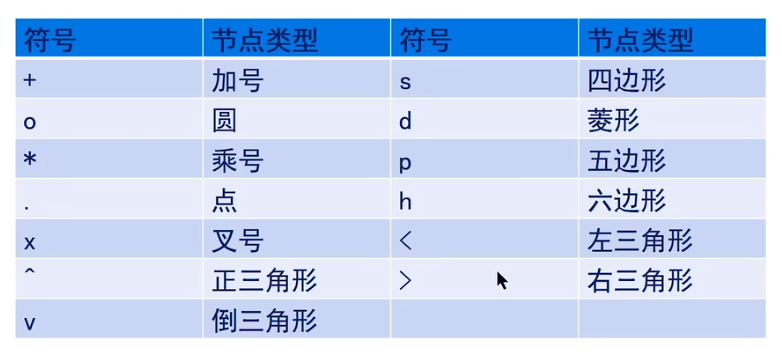 符号 节点类型 符号 节点类型
+ 加号 s 四边形
o 圆 d 菱形
* 乘号 p 五边形
. 点 h 六边形
x 叉号 < 左三角形
^ 正三角形 > 右三角形
v 倒三角形